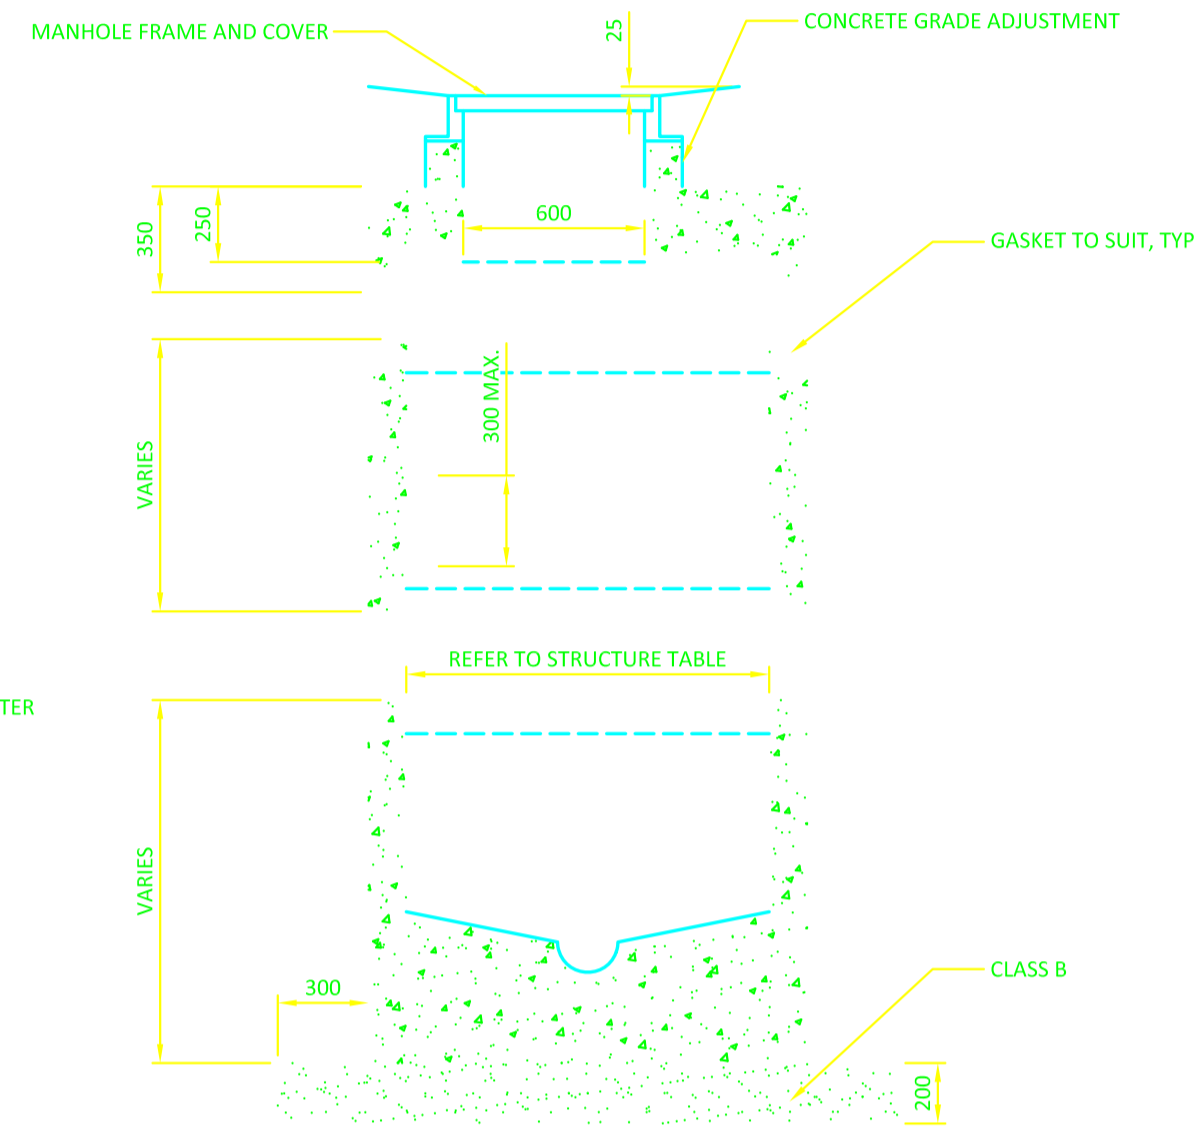 MANHOLE FRAME AND COVER
25
CONCRETE GRADE ADJUSTMENT
350
250
600
GASKET TO SUIT, TYP
VARIES
300 MAX.
REFER TO STRUCTURE TABLE
TER
VARIES
300
CLASS B
200